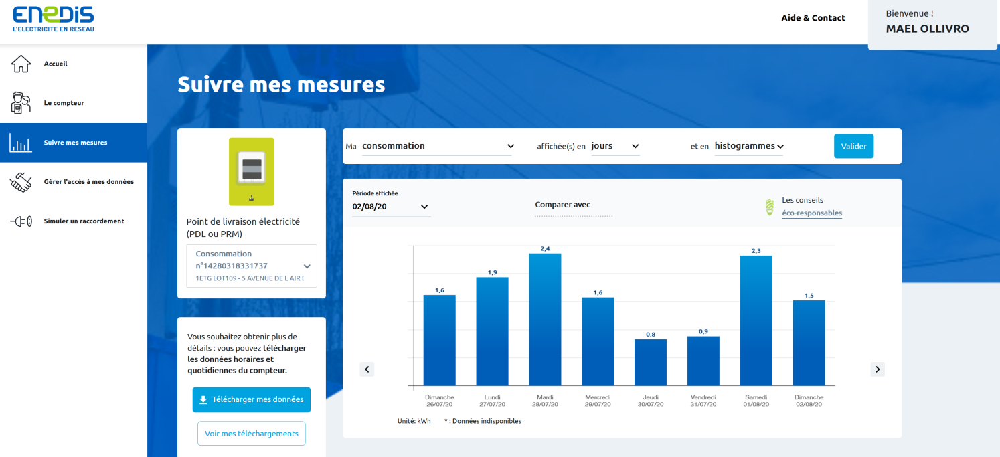 ENEDIS
L'ELECTRICITE EN RESEAU
Aide & Contact
Bienvenue !
MAEL OLLIVRO
Accueil
Le compteur
Suivre mes mesures
Gérer l'accès à mes données
Simuler un raccordement
Suivre mes mesures
Point de livraison électricité
(PDL ou PRM)
Consommation
n°14280318331737
1ETG LOT109 - 5 AVENUE DE L AIR
Vous souhaitez obtenir plus de
détails : vous pouvez télécharger
les données horaires et
quotidiennes du compteur.
Télécharger mes données
Voir mes téléchargements
Ma consommation affichée(s) en jours et en histogrammes Valider
Période affichée
02/08/20
Comparer avec
Les conseils
éco-responsables
1,6 1,9 2,4 1,6 0,8 0,9 2,3 1,5
Dimanche Lundi Mardi Mercredi Jeudi Vendredi Samedi Dimanche
26/07/20 27/07/20 28/07/20 29/07/20 30/07/20 31/07/20 01/08/20 02/08/20
Unité: kWh * : Données indisponibles